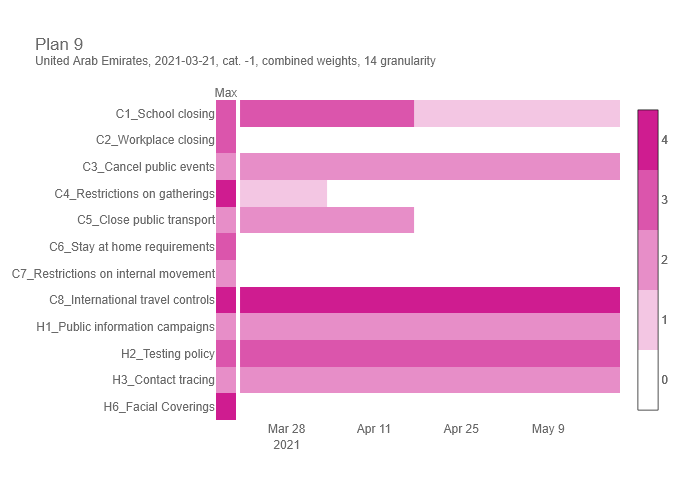 Plan 9
United Arab Emirates, 2021-03-21, cat. -1, combined weights, 14 granularity
Max
C1_School closing
C2_Workplace closing
C3_Cancel public events
C4_Restrictions on gatherings
C5_Close public transport
C6_Stay at home requirements
C7_Restrictions on internal movement
C8_International travel controls
H1_Public information campaigns
H2_Testing policy
H3_Contact tracing
H6_Facial Coverings
4
3
2
1
0
Mar 28 Apr 11 Apr 25 May 9
2021